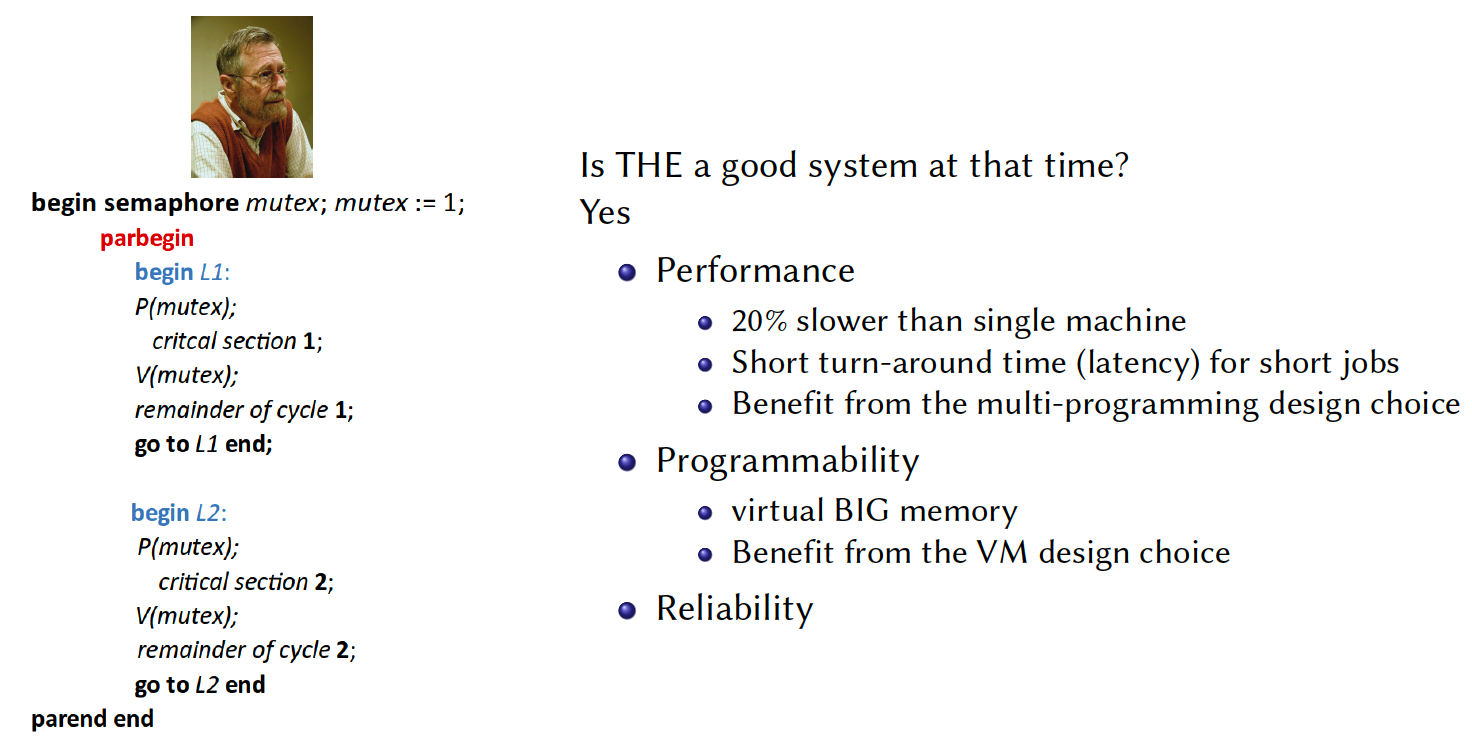 begin semaphore mutex; mutex := 1;
parbegin
begin L1:
P(mutex);
critcal section 1;
V(mutex);
remainder of cycle 1;
go to L1 end;
begin L2:
P(mutex);
critical section 2;
V(mutex);
remainder of cycle 2;
go to L2 end
parend end
Is THE a good system at that time?
Yes
Performance
20% slower than single machine
Short turn-around time (latency) for short jobs
Benefit from the multi-programming design choice
Programmability
virtual BIG memory
Benefit from the VM design choice
Reliability